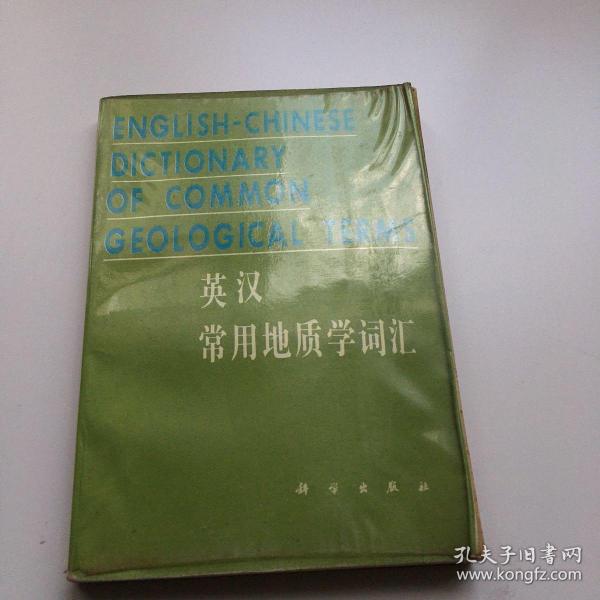 ENGLISH-CHINESE
DICTIONARY
OF COMMON
GEOLOGICAL TERMS
英汉
常用地质学词汇
科学出版社
孔夫子旧書网
www.kongfz.com